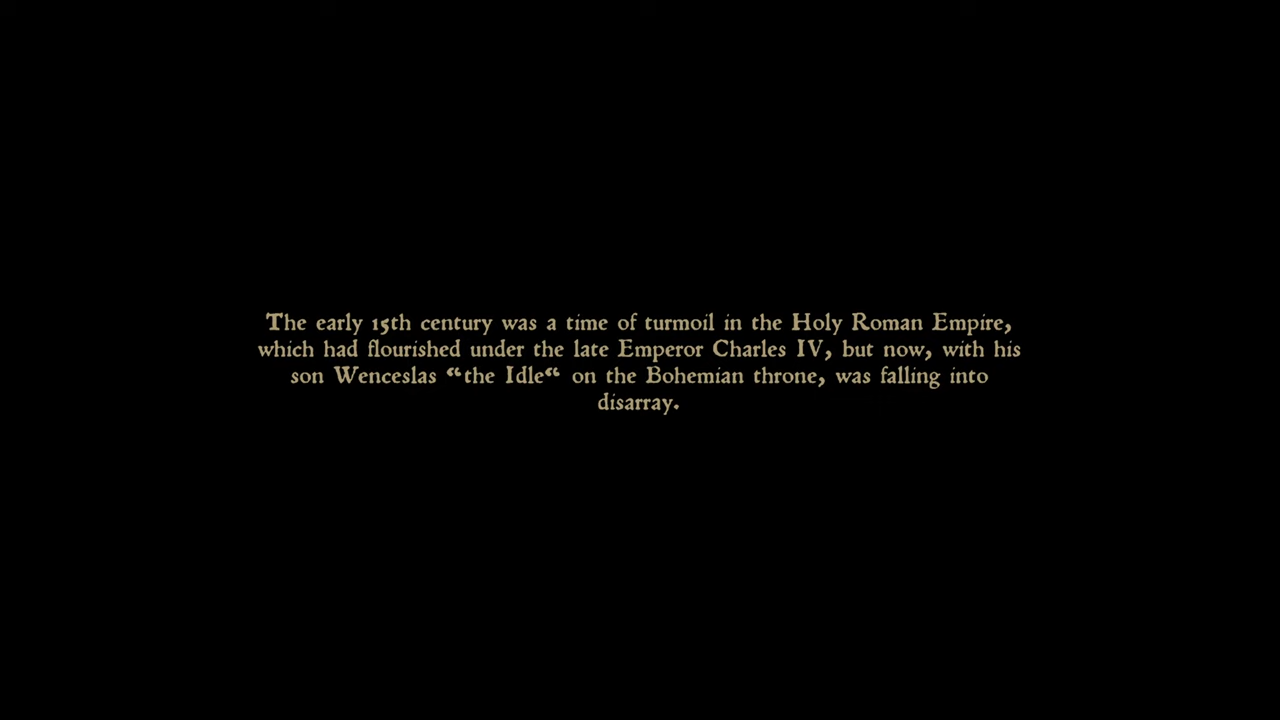 The early 15th century was a time of turmoil in the Holy Roman Empire,
which had flourished under the late Emperor Charles IV, but now, with his
son Wenceslas “the Idle“ on the Bohemian throne, was falling into
disarray.